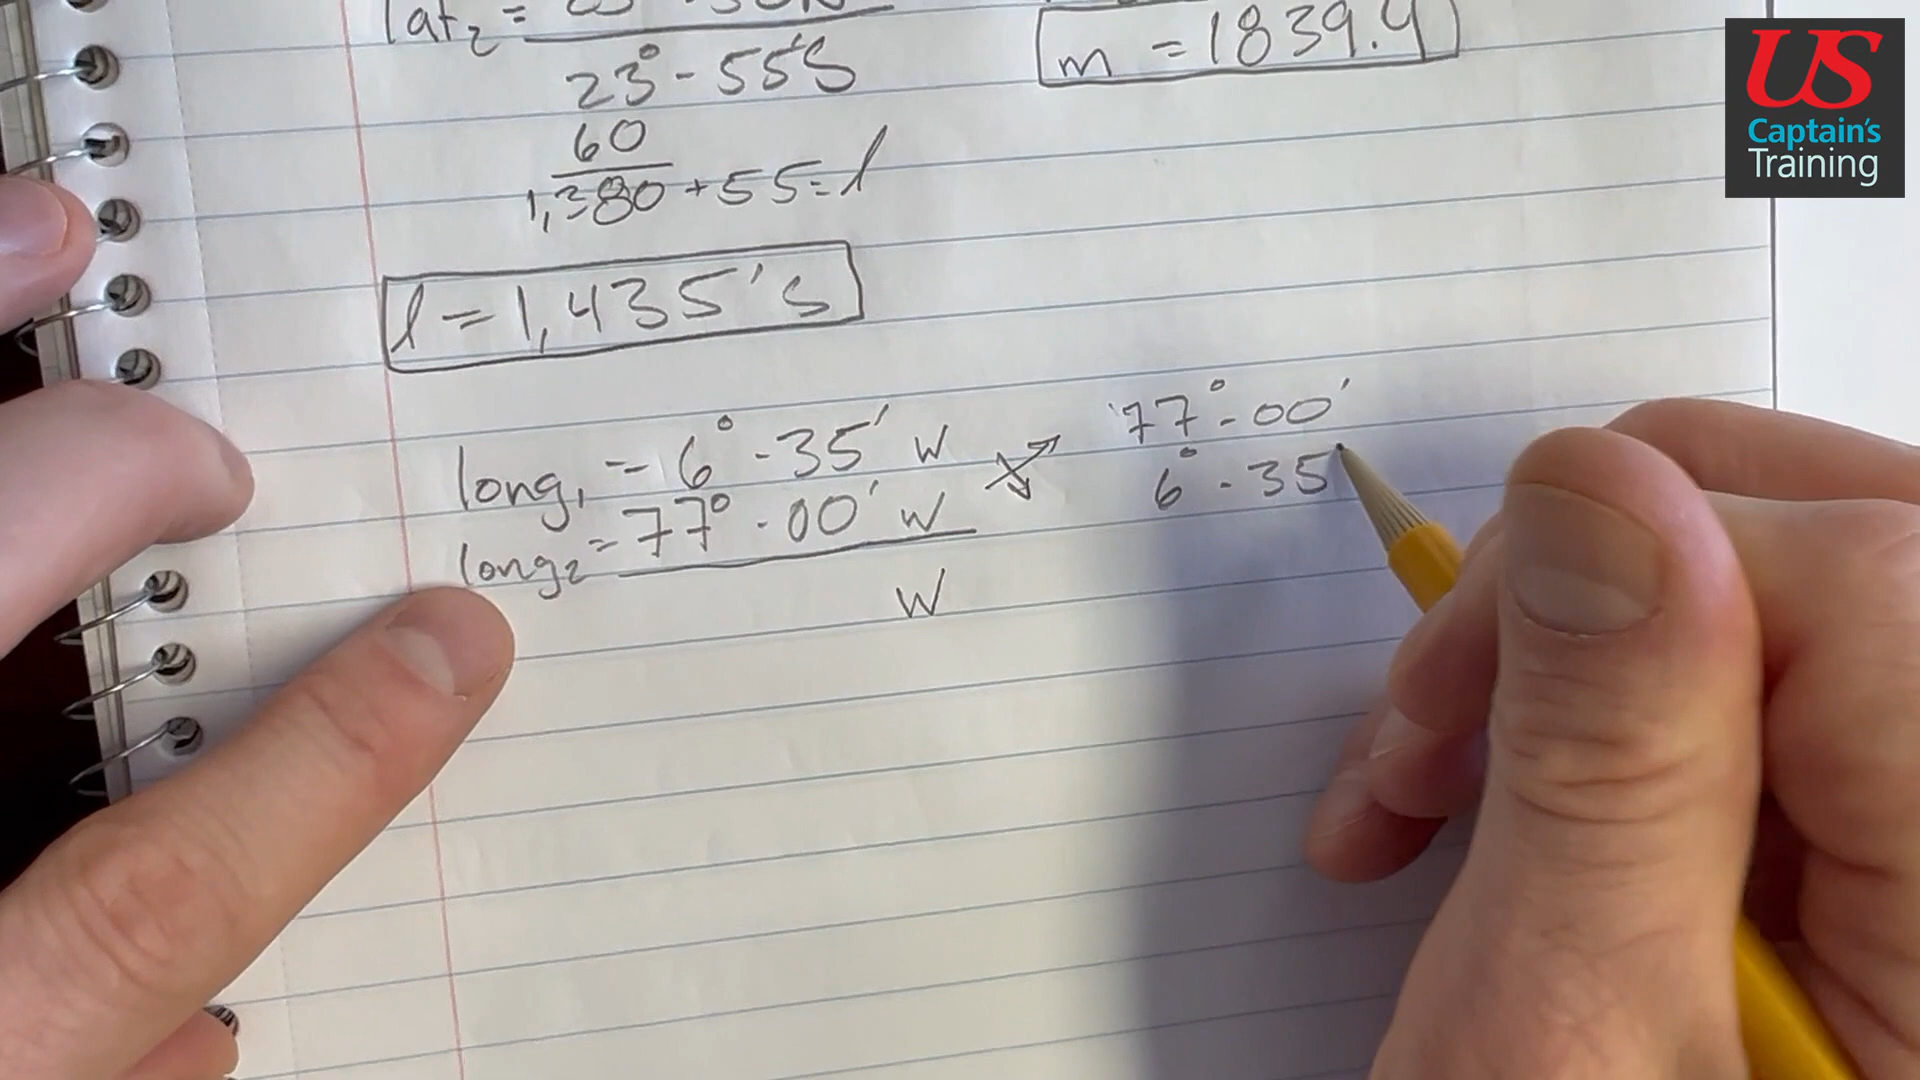 lat₂ =
23° - 55'S
60
1,380 + 55 = l
l = 1,435's
m = 1839.4
long₁ = 6° - 35' W
long₂ = 77° - 00' W
W
77° - 00'
6° - 35'
US
Captain's
Training